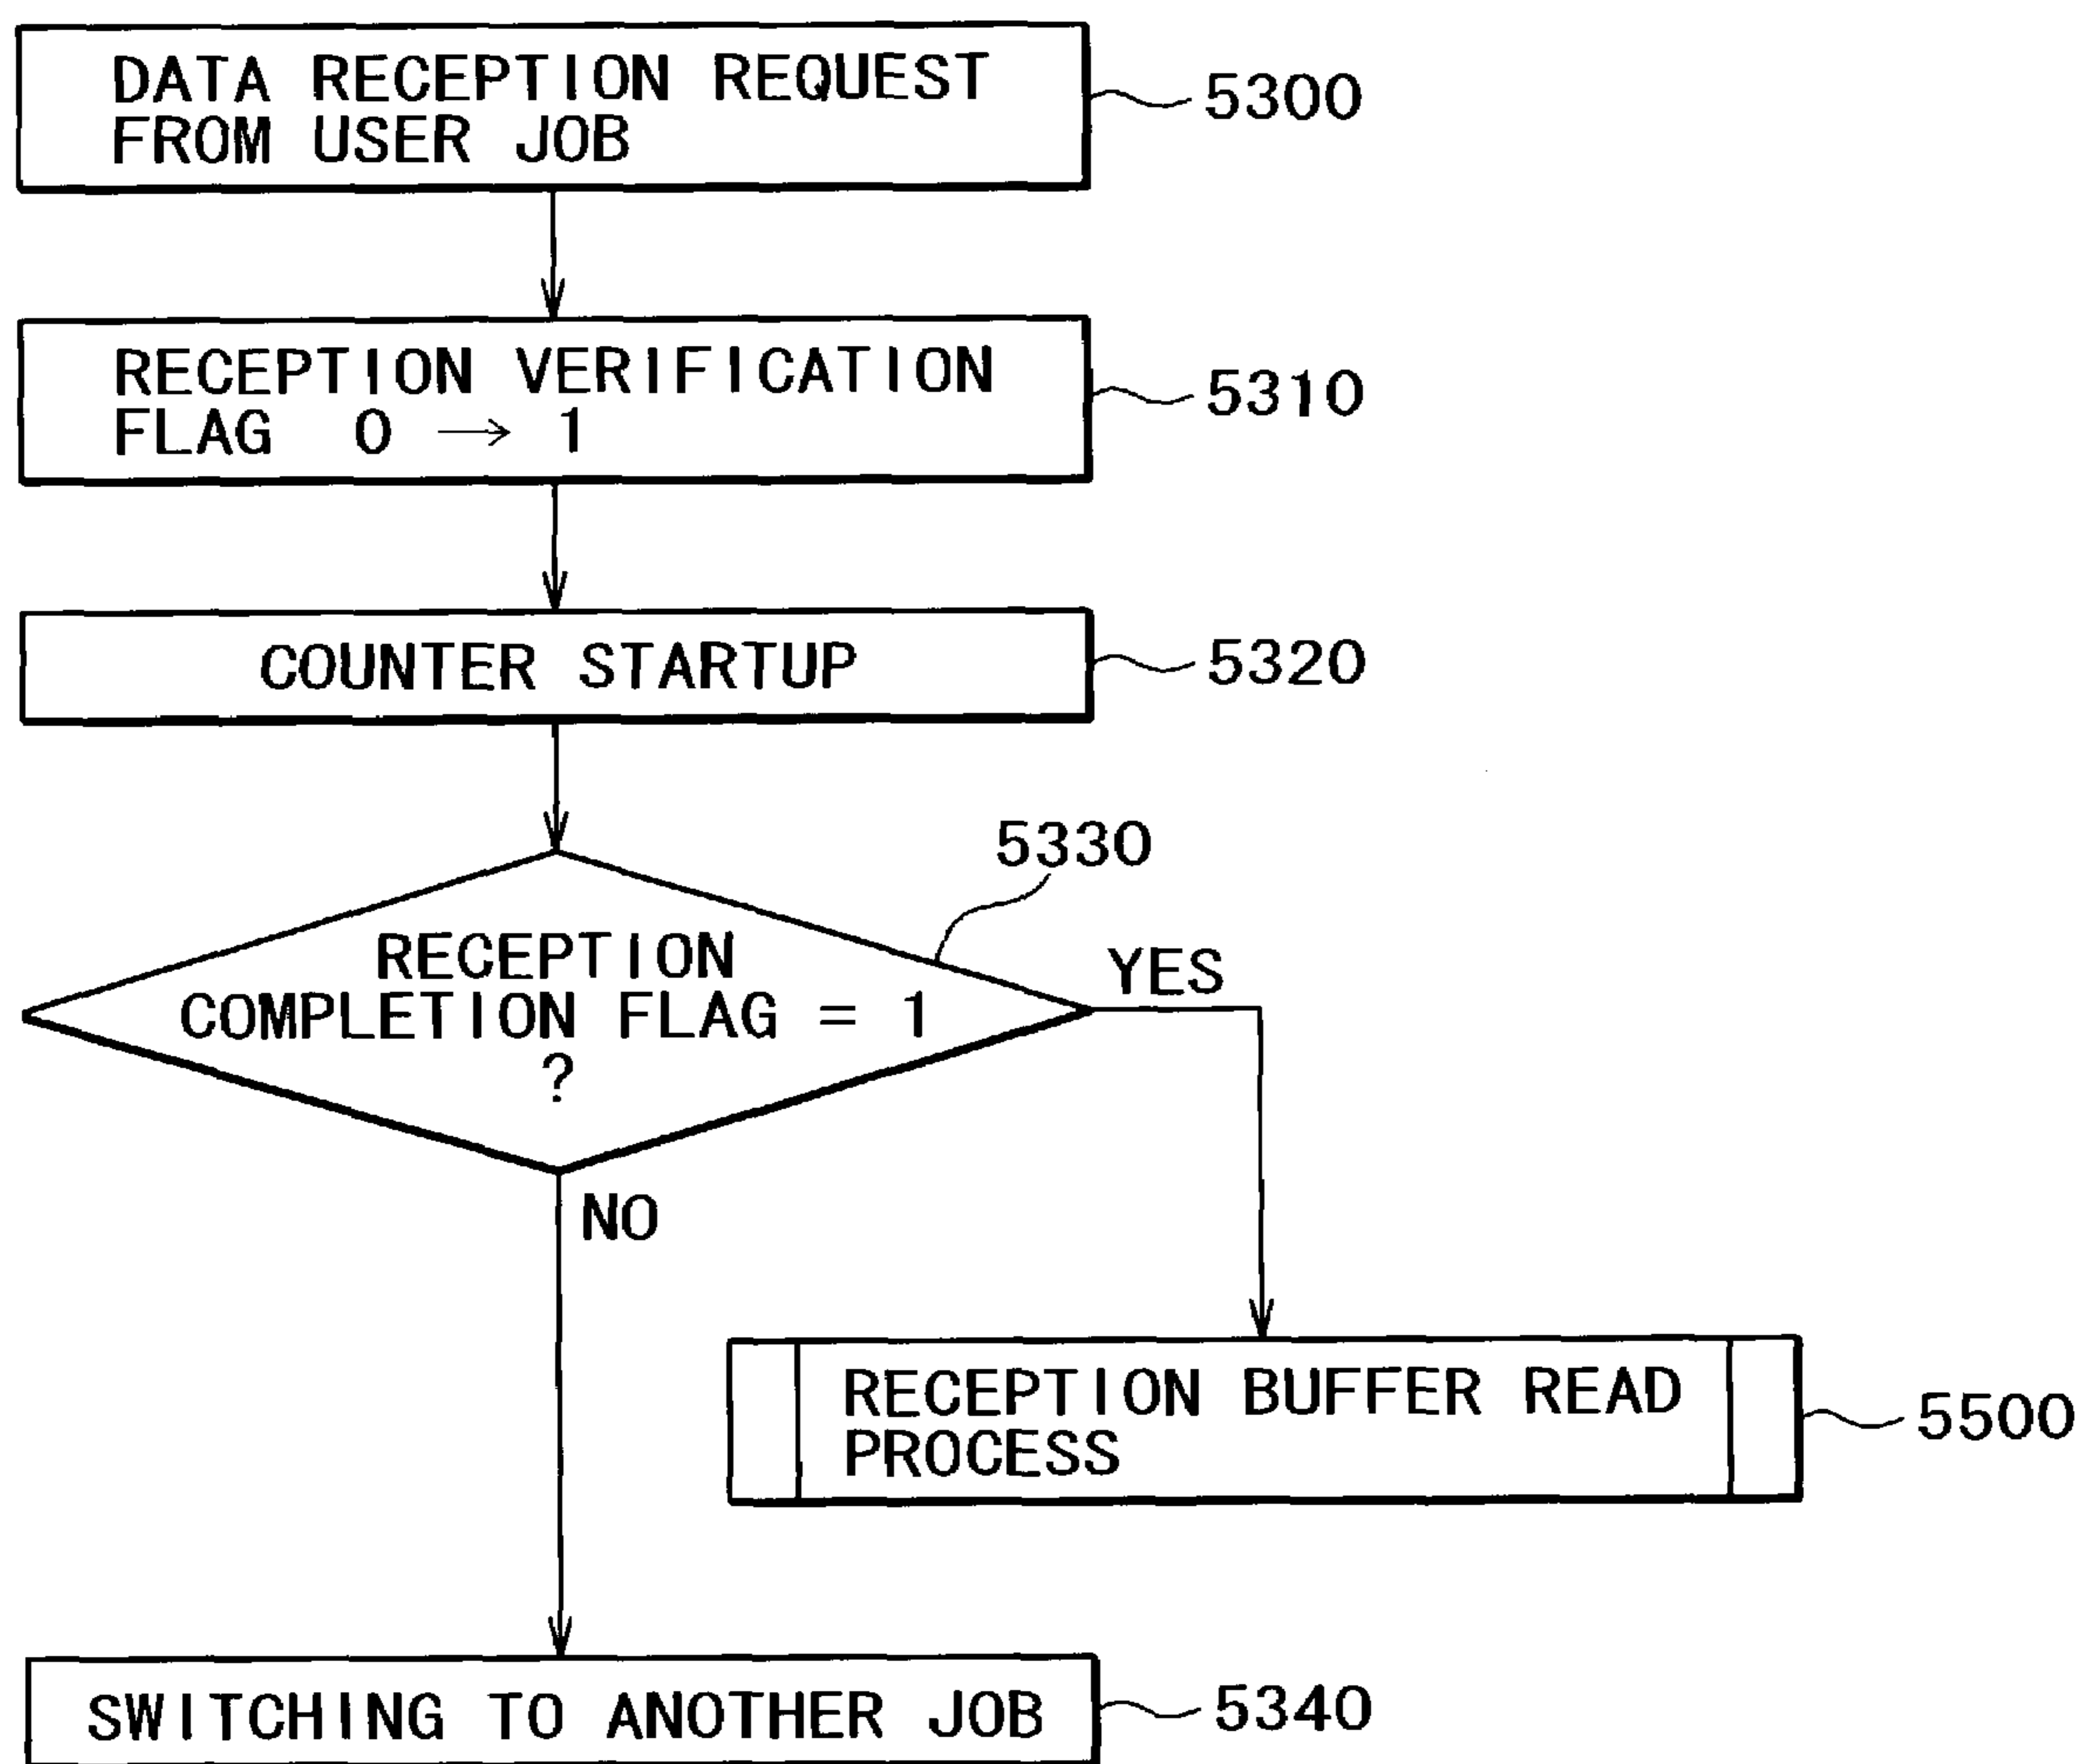 DATA RECEPTION REQUEST
FROM USER JOB
5300
RECEPTION VERIFICATION
FLAG 0 → 1
5310
COUNTER STARTUP
5320
5330
RECEPTION
COMPLETION FLAG = 1
?
YES
NO
RECEPTION BUFFER READ
PROCESS
5500
SWITCHING TO ANOTHER JOB
5340